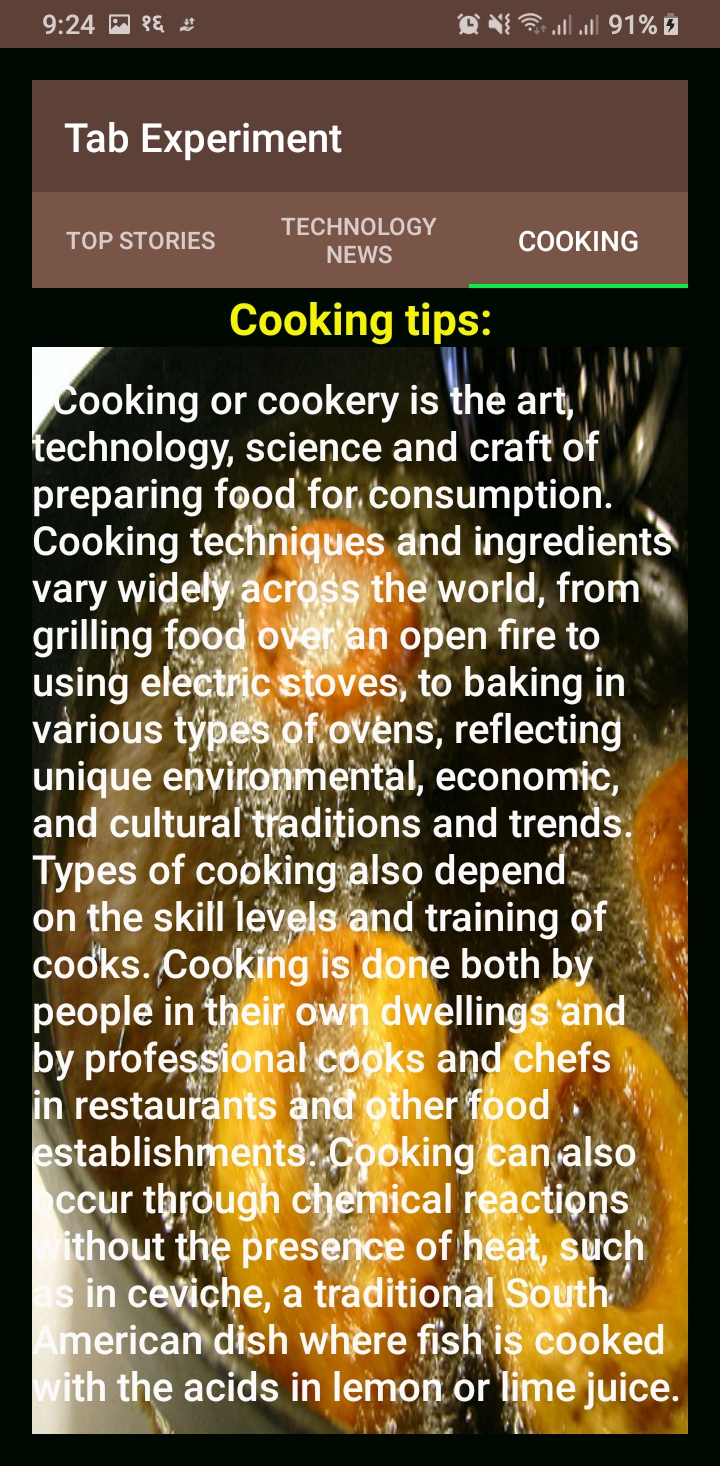 9:24 १६ 91%
Tab Experiment
TOP STORIES
TECHNOLOGY
NEWS
COOKING
Cooking tips:
Cooking or cookery is the art,
technology, science and craft of
preparing food for consumption.
Cooking techniques and ingredients
vary widely across the world, from
grilling food over an open fire to
using electric stoves, to baking in
various types of ovens, reflecting
unique environmental, economic,
and cultural traditions and trends.
Types of cooking also depend
on the skill levels and training of
cooks. Cooking is done both by
people in their own dwellings and
by professional cooks and chefs
in restaurants and other food
establishments. Cooking can also
occur through chemical reactions
without the presence of heat, such
as in ceviche, a traditional South
American dish where fish is cooked
with the acids in lemon or lime juice.